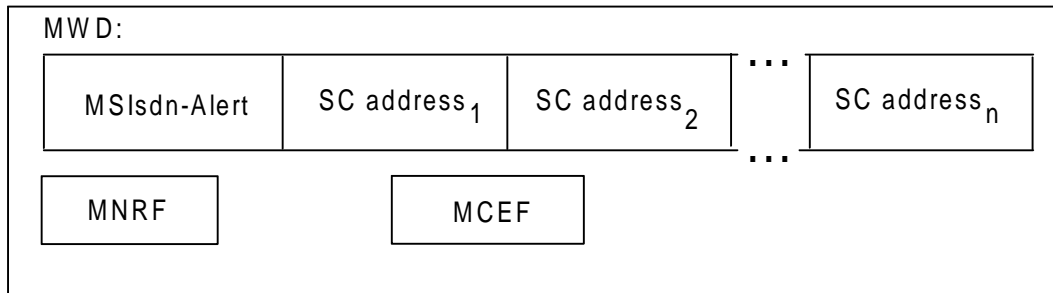 MWD:
...
MSIsdn-Alert SC address1 SC address2 SC addressn
...
MNRF MCEF